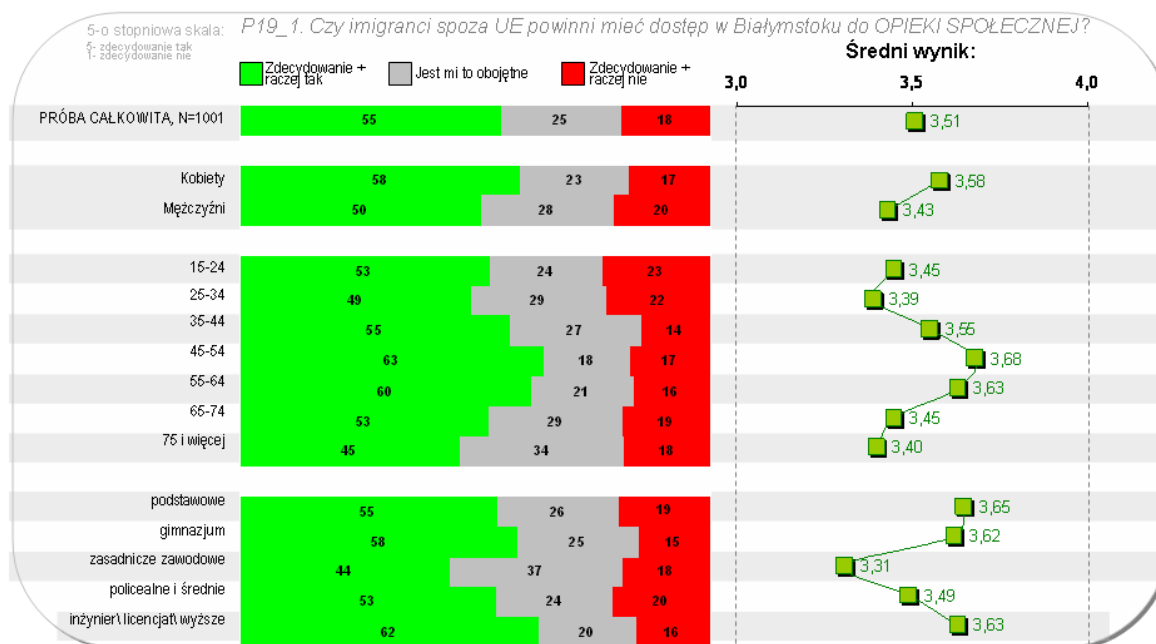 5-o stopniowa skala:
5- zdecydowanie tak
1- zdecydowanie nie
P19_1. Czy imigranci spoza UE powinni mieć dostęp w Białymstoku do OPIEKI SPOŁECZNEJ?
Zdecydowanie +
raczej tak
Jest mi to obojętne
Zdecydowanie +
raczej nie
Średni wynik:
3,0 3,5 4,0
PRÓBA CAŁKOWITA, N=1001 55 25 18 3,51
Kobiety 58 23 17 3,58
Mężczyźni 50 28 20 3,43
15-24 53 24 23 3,45
25-34 49 29 22 3,39
35-44 55 27 14 3,55
45-54 63 18 17 3,68
55-64 60 21 16 3,63
65-74 53 29 19 3,45
75 i więcej 45 34 18 3,40
podstawowe 55 26 19 3,65
gimnazjum 58 25 15 3,62
zasadnicze zawodowe 44 37 18 3,31
policealne i średnie 53 24 20 3,49
inżynier\ licencjat\ wyższe 62 20 16 3,63